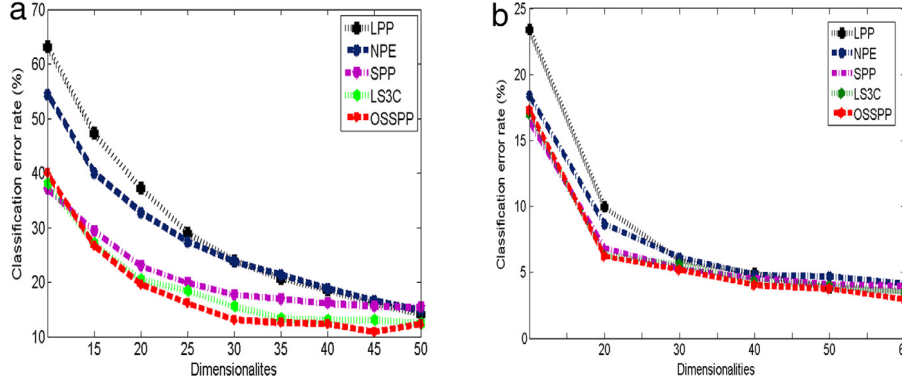 a
70
60
50
40
30
20
10
Classification error rate (%)
LPP
NPE
SPP
LS3C
OSSPP
15 20 25 30 35 40 45 50
Dimensionalites
b
25
20
15
10
5
0
Classification error rate (%)
LPP
NPE
SPP
LS3C
OSSPP
20 30 40 50 60
Dimensionalities